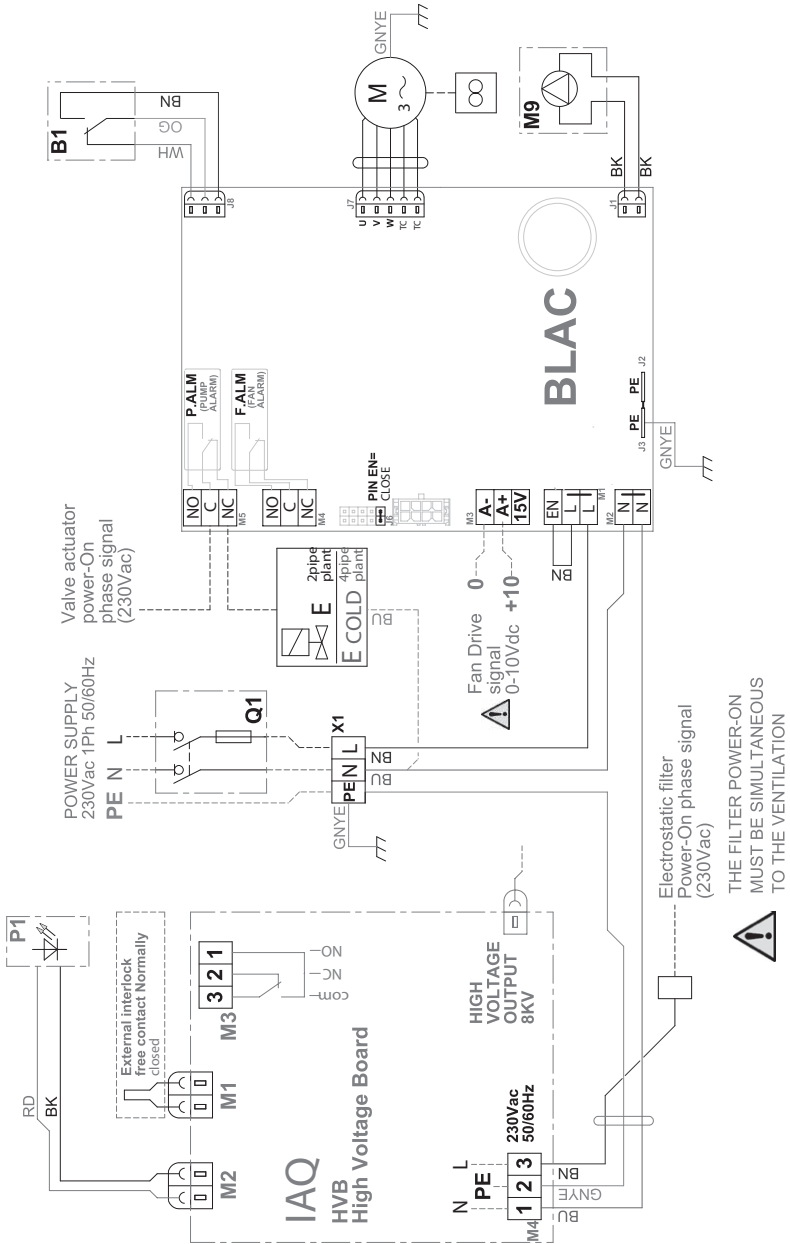 P1
RD
BK
External interlock
free contact Normally
closed
M2
M1
M3
3 2 1
com
NC
NO
IAQ
HVB
High Voltage Board
HIGH
VOLTAGE
OUTPUT
8KV
230Vac
50/60Hz
N
PE
L
1 2 3
M4
BU
GNYE
BN
POWER SUPPLY
230Vac 1Ph 50/60Hz
PE N L
Q1
X1
PE N L
GNYE
BU
BN
Valve actuator
power-On
phase signal
(230Vac)
E
2pipe
plant
E COLD
4pipe
plant
BU
Fan Drive
signal
0-10Vdc
0
+10
Electrostatic filter
Power-On phase signal
(230Vac)
THE FILTER POWER-ON
MUST BE SIMULTANEOUS
TO THE VENTILATION
B1
WH
OG
BN
J8
NO
C
NC
M5
P.ALM
(PUMP
ALARM)
NO
C
NC
M4
F.ALM
(FAN
ALARM)
PIN EN=
CLOSE
J6
M3
A-
A+
15V
EN
L
L
M1
BN
M2
N
N
BLAC
J7
U
V
W
TC
TC
M
3
GNYE
M9
BK
BK
J1
PE
PE
J3
J2
GNYE